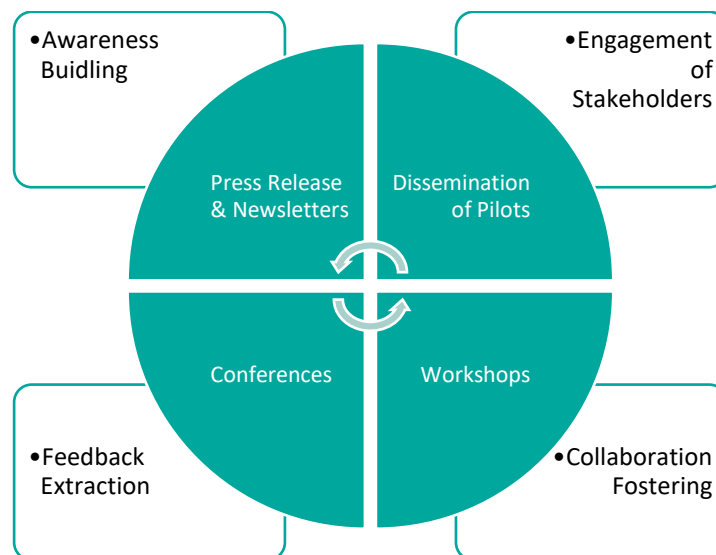 •Awareness
Buidling
•Engagement
of
Stakeholders
Press Release
& Newsletters
Dissemination
of Pilots
Conferences
Workshops
•Feedback
Extraction
•Collaboration
Fostering